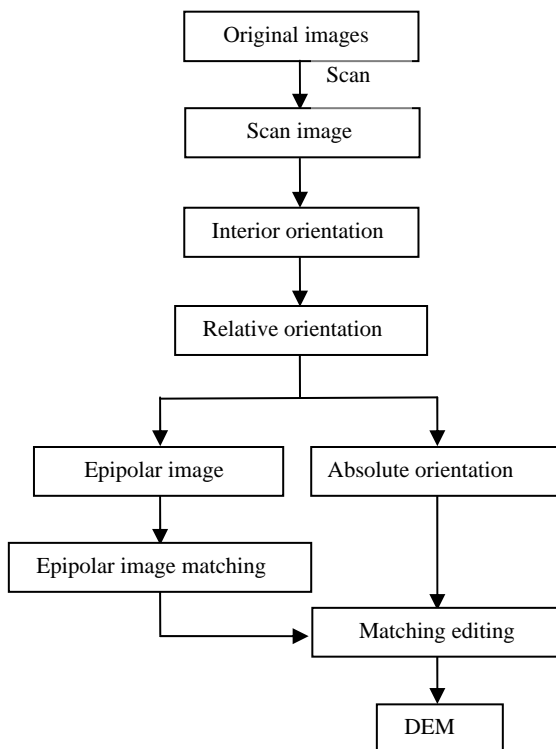 Original images
Scan
Scan image
Interior orientation
Relative orientation
Epipolar image
Absolute orientation
Epipolar image matching
Matching editing
DEM